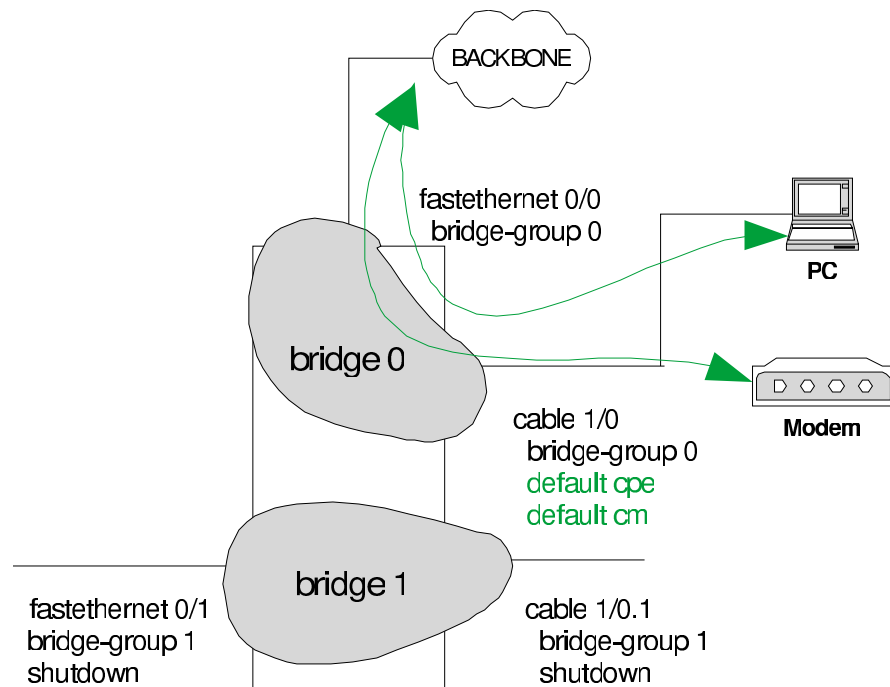 BACKBONE
fastethernet 0/0
bridge-group 0
PC
bridge 0
Modem
cable 1/0
bridge-group 0
default cpe
default cm
bridge 1
fastethernet 0/1
bridge-group 1
shutdown
cable 1/0.1
bridge-group 1
shutdown